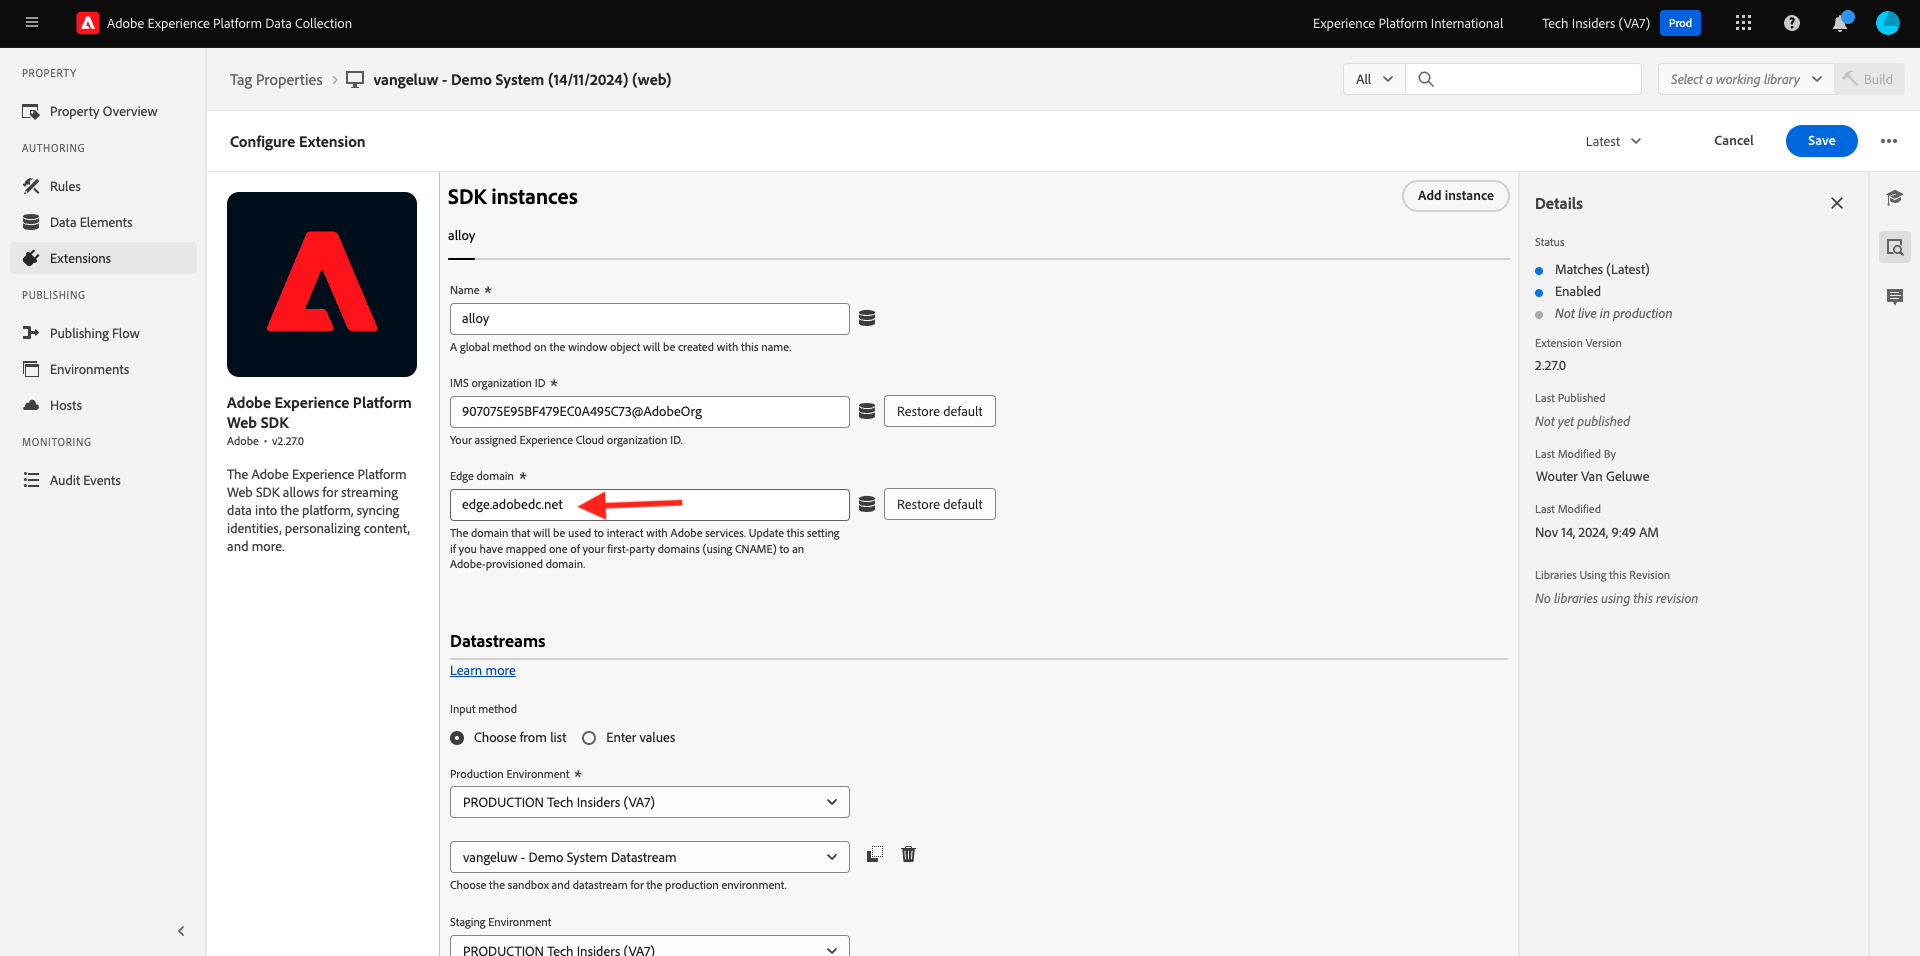 Adobe Experience Platform Data Collection
Experience Platform International
Tech Insiders (VA7)
Prod
PROPERTY
Property Overview
AUTHORING
Rules
Data Elements
Extensions
PUBLISHING
Publishing Flow
Environments
Hosts
MONITORING
Audit Events
Tag Properties
vangeluw - Demo System (14/11/2024) (web)
All
Select a working library
Build
Configure Extension
Latest
Cancel
Save
Adobe Experience Platform
Web SDK
Adobe • v2.27.0
The Adobe Experience Platform
Web SDK allows for streaming
data into the platform, syncing
identities, personalizing content,
and more.
SDK instances
Add instance
alloy
Name *
alloy
A global method on the window object will be created with this name.
IMS organization ID *
907075E95BF479EC0A495C73@AdobeOrg
Restore default
Your assigned Experience Cloud organization ID.
Edge domain *
edge.adobedc.net
Restore default
The domain that will be used to interact with Adobe services. Update this setting
if you have mapped one of your first-party domains (using CNAME) to an
Adobe-provisioned domain.
Datastreams
Learn more
Input method
Choose from list
Enter values
Production Environment *
PRODUCTION Tech Insiders (VA7)
vangeluw - Demo System Datastream
Choose the sandbox and datastream for the production environment.
Staging Environment
PRODUCTION Tech Insiders (VA7)
Details
Status
Matches (Latest)
Enabled
Not live in production
Extension Version
2.27.0
Last Published
Not yet published
Last Modified By
Wouter Van Geluwe
Last Modified
Nov 14, 2024, 9:49 AM
Libraries Using this Revision
No libraries using this revision